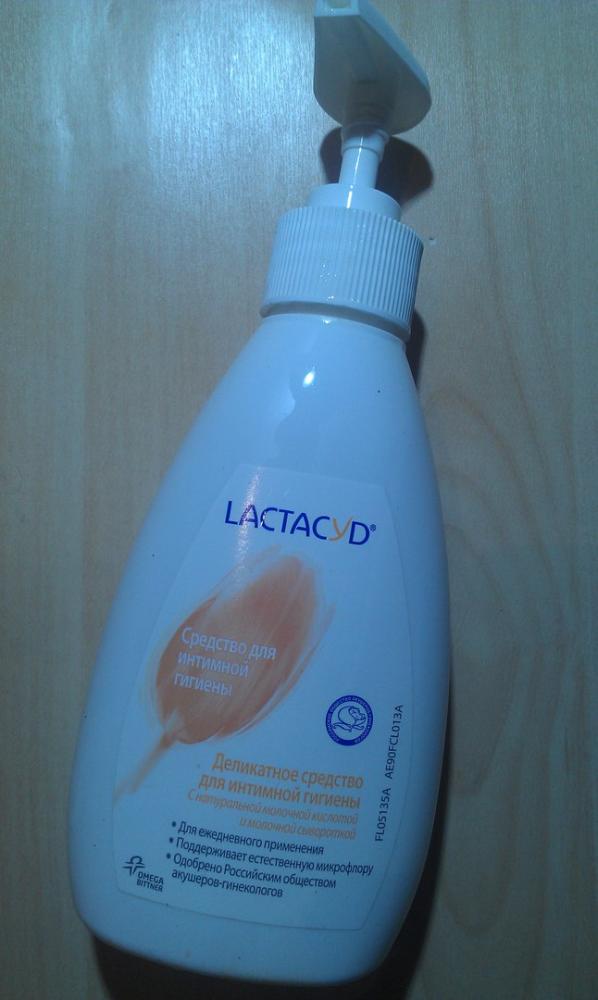 LACTACYD®
Средство для
интимной
гигиены
Деликатное средство
для интимной гигиены
С натуральной молочной кислотой
и молочной сывороткой
• Для ежедневного применения
• Поддерживает естественную микрофлору
• Одобрено Российским обществом
акушеров-гинекологов
OMEGA
BITTNER
FL05135A AE90FCL013A